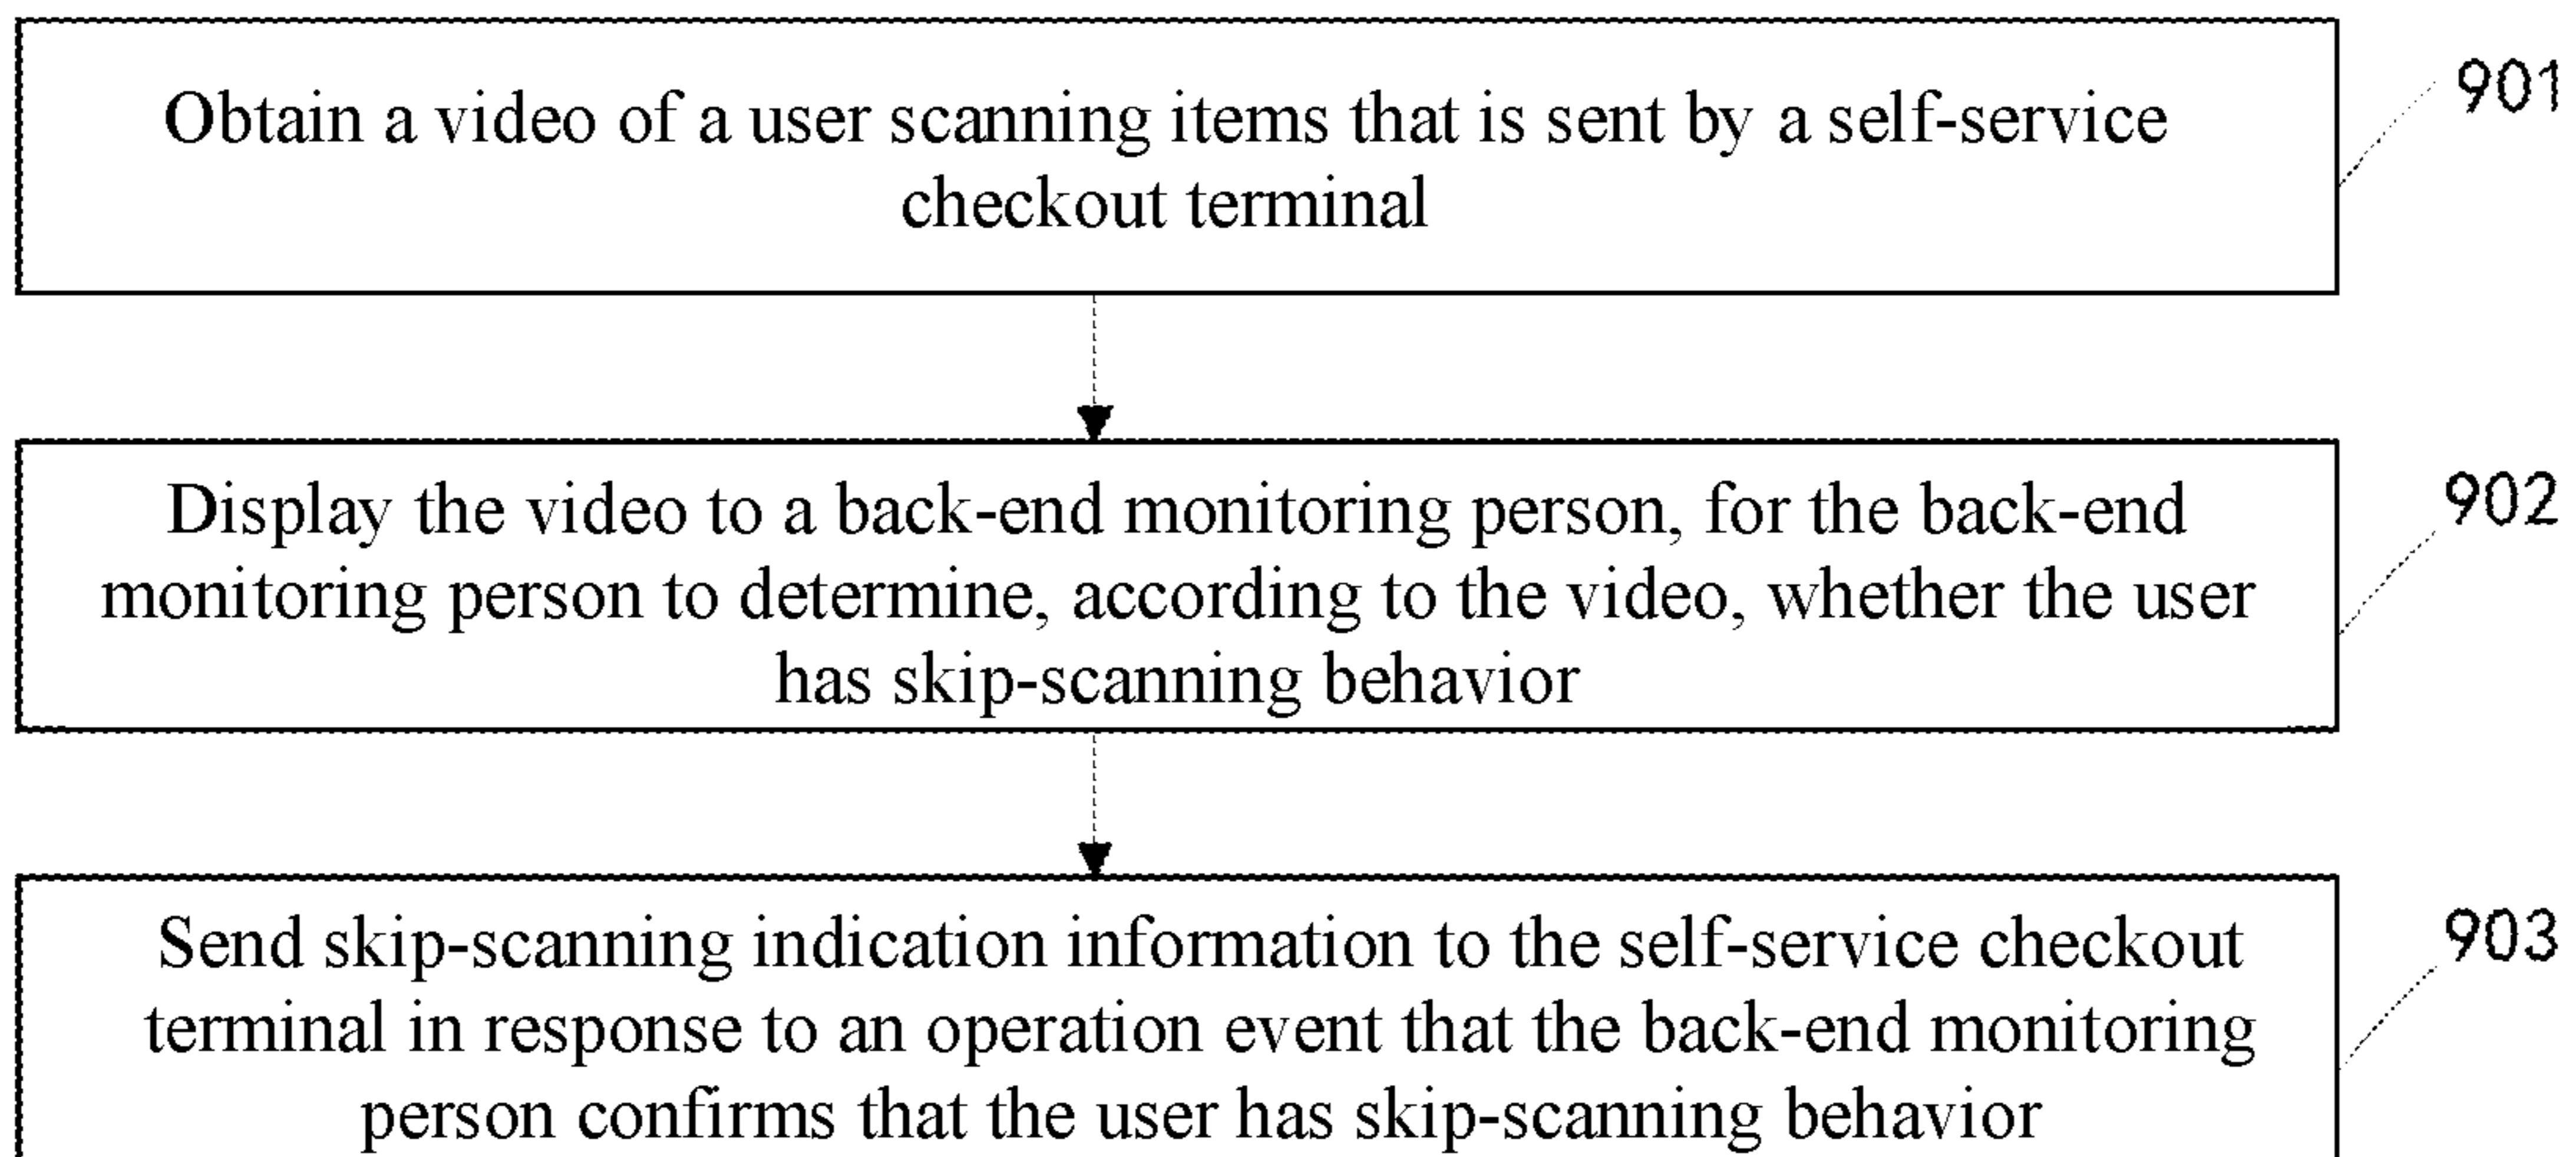 Obtain a video of a user scanning items that is sent by a self-service
checkout terminal
901
Display the video to a back-end monitoring person, for the back-end
monitoring person to determine, according to the video, whether the user
has skip-scanning behavior
902
Send skip-scanning indication information to the self-service checkout
terminal in response to an operation event that the back-end monitoring
person confirms that the user has skip-scanning behavior
903